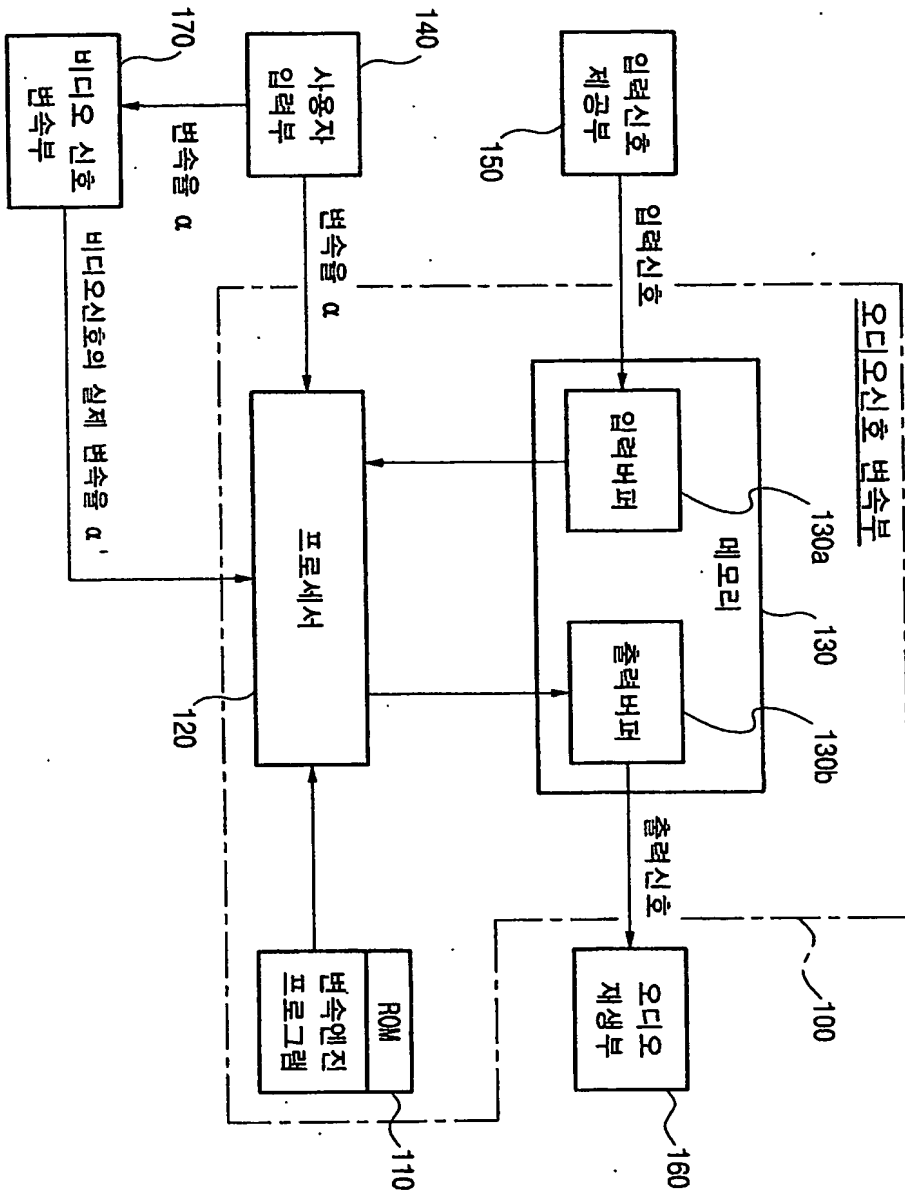 오디오신호 변속부
100
입력신호
제공부
150
입력신호
메모리
130
입력버퍼
130a
출력버퍼
130b
출력신호
오디오
재생부
160
사용자
입력부
140
변속율 α
프로세서
120
ROM
변속엔진
프로그램
110
변속율 α
비디오 신호
변속부
170
비디오신호의 실제 변속율 α'